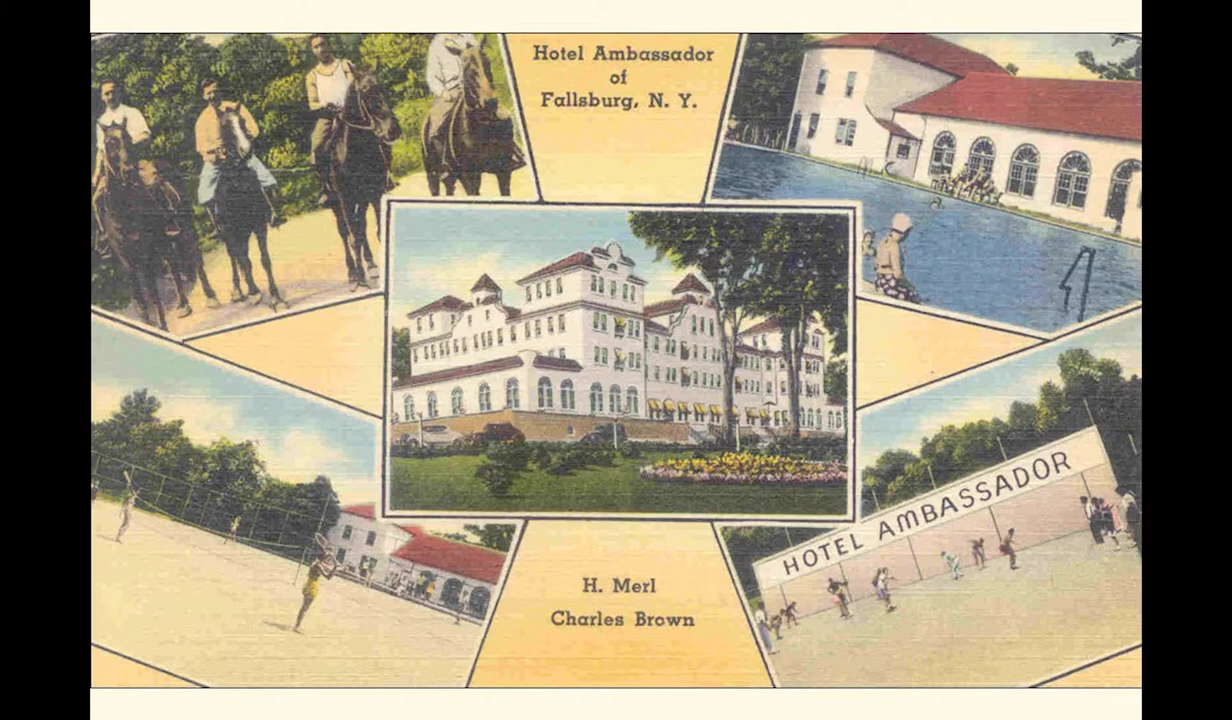 Hotel Ambassador
of
Fallsburg, N. Y.
HOTEL AMBASSADOR
H. Merl
Charles Brown